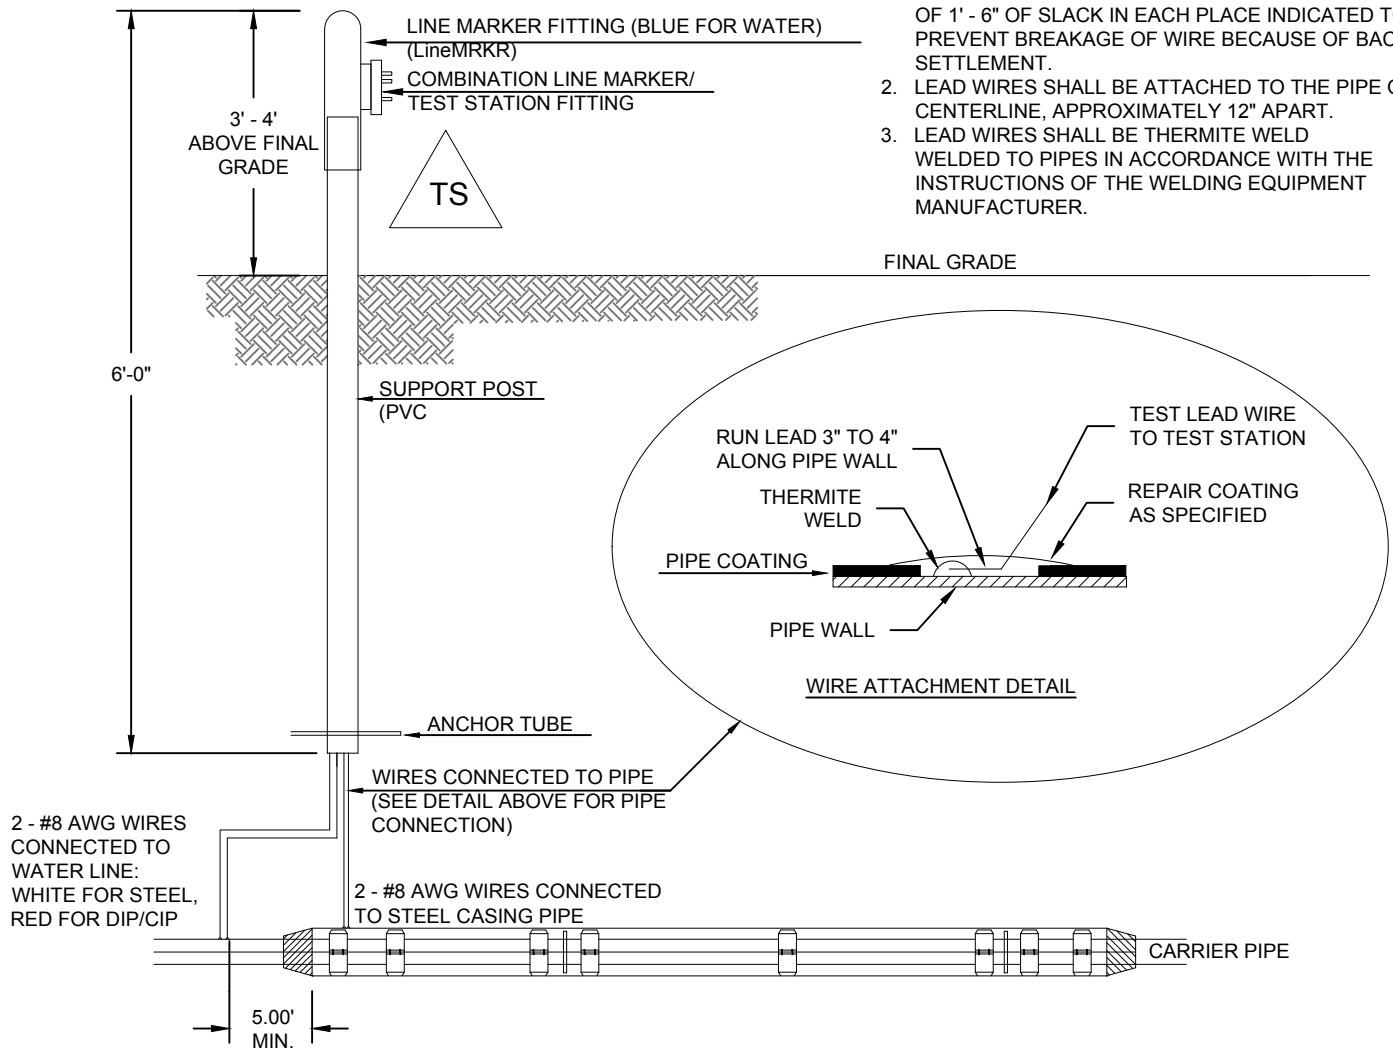 LINE MARKER FITTING (BLUE FOR WATER)
(LineMRKR)
COMBINATION LINE MARKER/
TEST STATION FITTING
OF 1' - 6" OF SLACK IN EACH PLACE INDICATED
PREVENT BREAKAGE OF WIRE BECAUSE OF
SETTLEMENT.
2. LEAD WIRES SHALL BE ATTACHED TO THE PIPE
CENTERLINE, APPROXIMATELY 12" APART.
3. LEAD WIRES SHALL BE THERMITE WELD
WELDED TO PIPES IN ACCORDANCE WITH THE
INSTRUCTIONS OF THE WELDING EQUIPMENT
MANUFACTURER.
3' - 4'
ABOVE FINAL
GRADE
TS
FINAL GRADE
6'-0"
SUPPORT POST
(PVC
RUN LEAD 3" TO 4"
ALONG PIPE WALL
TEST LEAD WIRE
TO TEST STATION
THERMITE
WELD
REPAIR COATING
AS SPECIFIED
PIPE COATING
PIPE WALL
WIRE ATTACHMENT DETAIL
ANCHOR TUBE
WIRES CONNECTED TO PIPE
(SEE DETAIL ABOVE FOR PIPE
CONNECTION)
2 - #8 AWG WIRES
CONNECTED TO
WATER LINE:
WHITE FOR STEEL,
RED FOR DIP/CIP
2 - #8 AWG WIRES CONNECTED
TO STEEL CASING PIPE
CARRIER PIPE
5.00'
MIN.